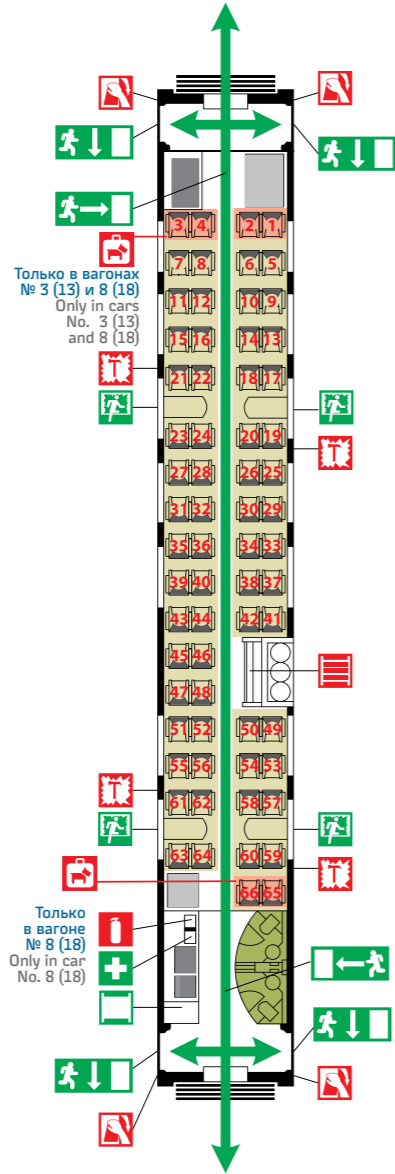 3 4 2 1
Только в вагонах
№ 3 (13) и 8 (18)
Only in cars
No. 3 (13)
and 8 (18)
7 8 6 5
11 12 10 9
15 16 14 13
21 22 18 17
T
23 24 20 19
T
27 28 26 25
31 32 30 29
35 36 34 33
39 40 38 37
43 44 42 41
45 46
47 48
51 52 50 49
55 56 54 53
T
61 62 58 57
63 64 60 59
T
66 65
Только
в вагоне
№ 8 (18)
Only in car
No. 8 (18)